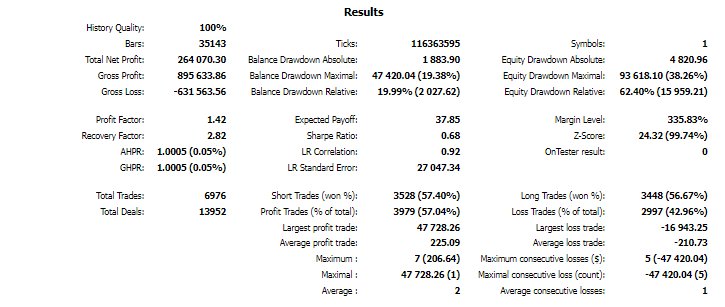 Results
History Quality: 100%
Bars: 35143 Ticks: 116363595 Symbols: 1
Total Net Profit: 264 070.30 Balance Drawdown Absolute: 1 883.90 Equity Drawdown Absolute: 4 820.96
Gross Profit: 895 633.86 Balance Drawdown Maximal: 47 420.04 (19.38%) Equity Drawdown Maximal: 93 618.10 (38.26%)
Gross Loss: -631 563.56 Balance Drawdown Relative: 19.99% (2 027.62) Equity Drawdown Relative: 62.40% (15 959.21)
Profit Factor: 1.42 Expected Payoff: 37.85 Margin Level: 335.83%
Recovery Factor: 2.82 Sharpe Ratio: 0.68 Z-Score: 24.32 (99.74%)
AHPR: 1.0005 (0.05%) LR Correlation: 0.92 OnTester result: 0
GHPR: 1.0005 (0.05%) LR Standard Error: 27 047.34
Total Trades: 6976 Short Trades (won %): 3528 (57.40%) Long Trades (won %): 3448 (56.67%)
Total Deals: 13952 Profit Trades (% of total): 3979 (57.04%) Loss Trades (% of total): 2997 (42.96%)
Largest profit trade: 47 728.26 Largest loss trade: -16 943.25
Average profit trade: 225.09 Average loss trade: -210.73
Maximum : 7 (206.64) Maximum consecutive losses ($): 5 (-47 420.04)
Maximal : 47 728.26 (1) Maximal consecutive loss (count): -47 420.04 (5)
Average : 2 Average consecutive losses: 1